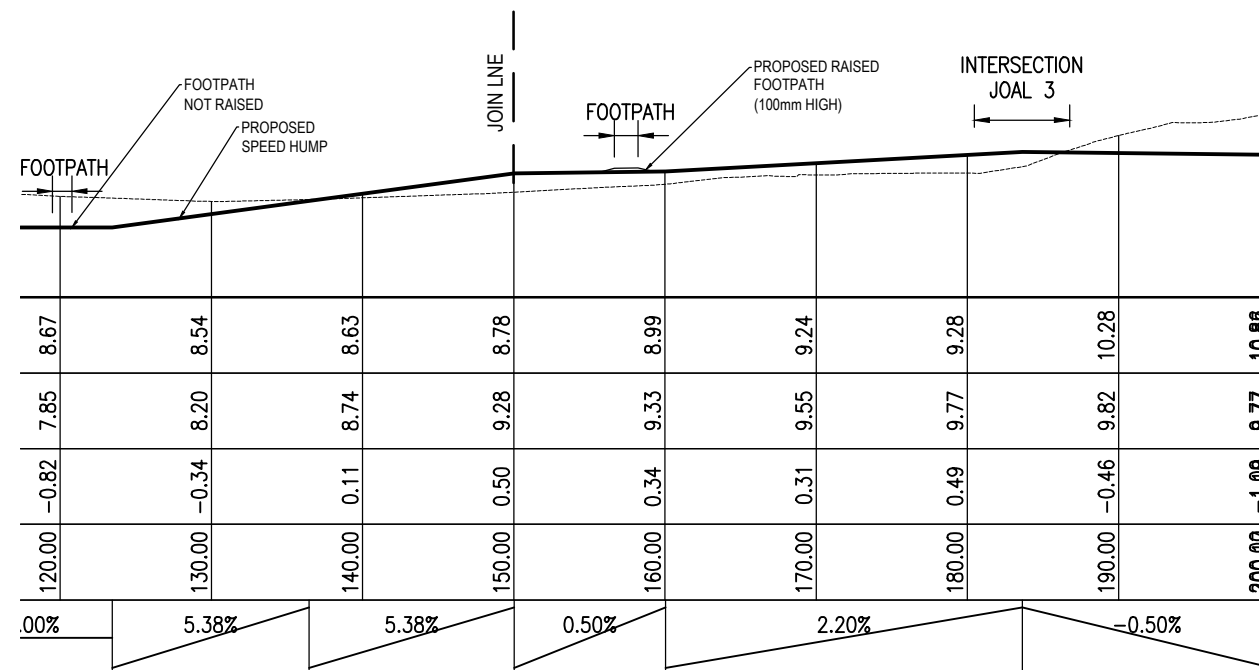 FOOTPATH
NOT RAISED
PROPOSED
SPEED HUMP
FOOTPATH
JOIN LNE
FOOTPATH
PROPOSED RAISED
FOOTPATH
(100mm HIGH)
INTERSECTION
JOAL 3
8.67 8.54 8.63 8.78 8.99 9.24 9.28 10.28
7.85 8.20 8.74 9.28 9.33 9.55 9.77 9.82 9.77
-0.82 -0.34 0.11 0.50 0.34 0.31 0.49 -0.46
120.00 130.00 140.00 150.00 160.00 170.00 180.00 190.00
.00% 5.38% 5.38% 0.50% 2.20% -0.50%